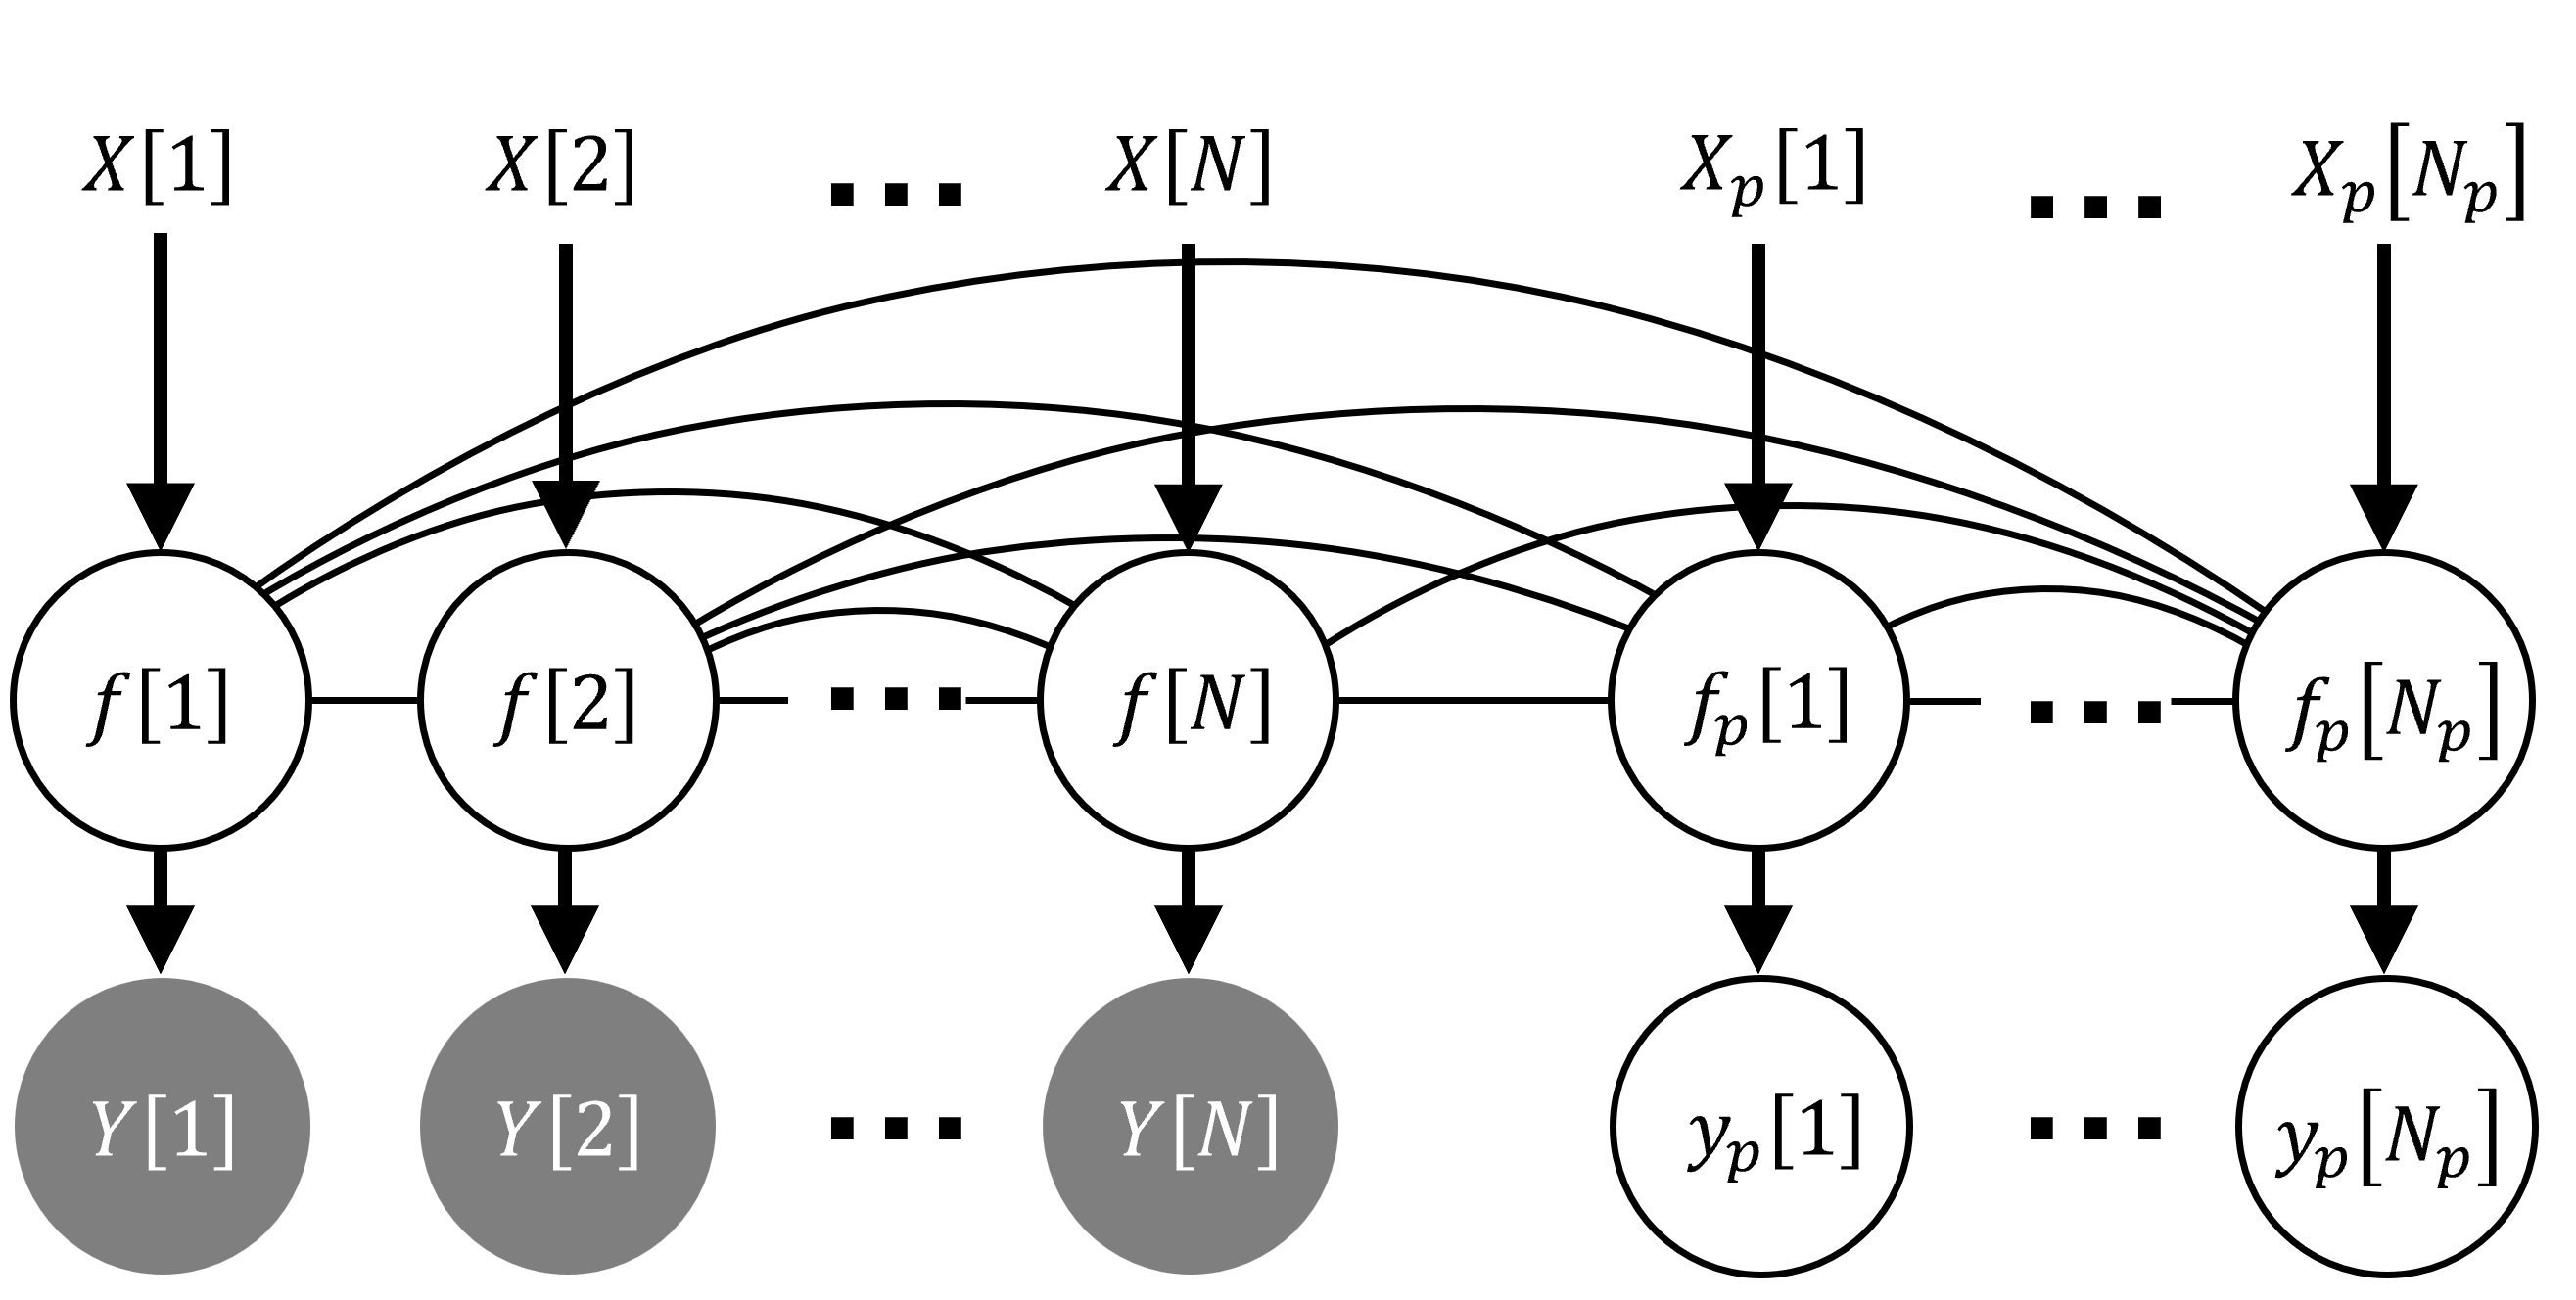 X[1] X[2] ... X[N] X_p[1] ... X_p[N_p]
f[1] f[2] ... f[N] f_p[1] ... f_p[N_p]
Y[1] Y[2] ... Y[N] y_p[1] ... y_p[N_p]